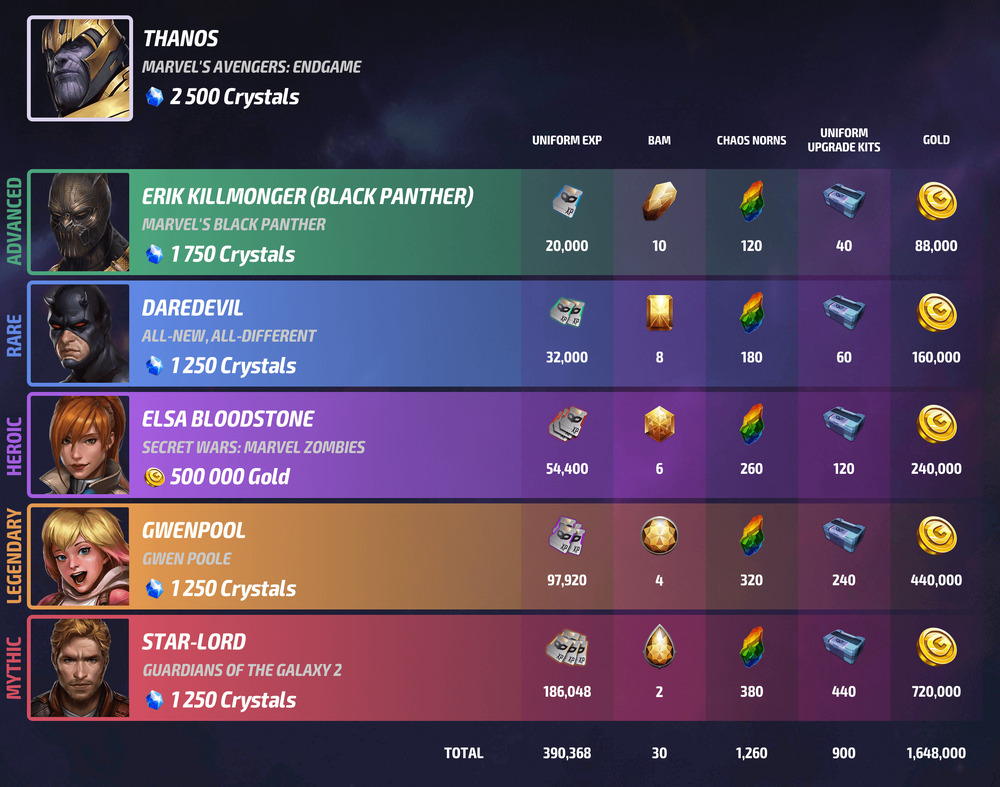 THANOS
MARVEL'S AVENGERS: ENDGAME
2 500 Crystals
UNIFORM EXP
BAM
CHAOS NORNS
UNIFORM
UPGRADE KITS
GOLD
ADVANCED
ERIK KILLMONGER (BLACK PANTHER)
MARVEL'S BLACK PANTHER
1 750 Crystals
XP
20,000
10
120
40
88,000
RARE
DAREDEVIL
ALL-NEW, ALL-DIFFERENT
1 250 Crystals
XP
32,000
8
180
60
160,000
HEROIC
ELSA BLOODSTONE
SECRET WARS: MARVEL ZOMBIES
500 000 Gold
XP
54,400
6
260
120
240,000
LEGENDARY
GWENPOOL
GWEN POOLE
1 250 Crystals
XP
97,920
4
320
240
440,000
MYTHIC
STAR-LORD
GUARDIANS OF THE GALAXY 2
1 250 Crystals
XP
186,048
2
380
440
720,000
TOTAL
390,368
30
1,260
900
1,648,000